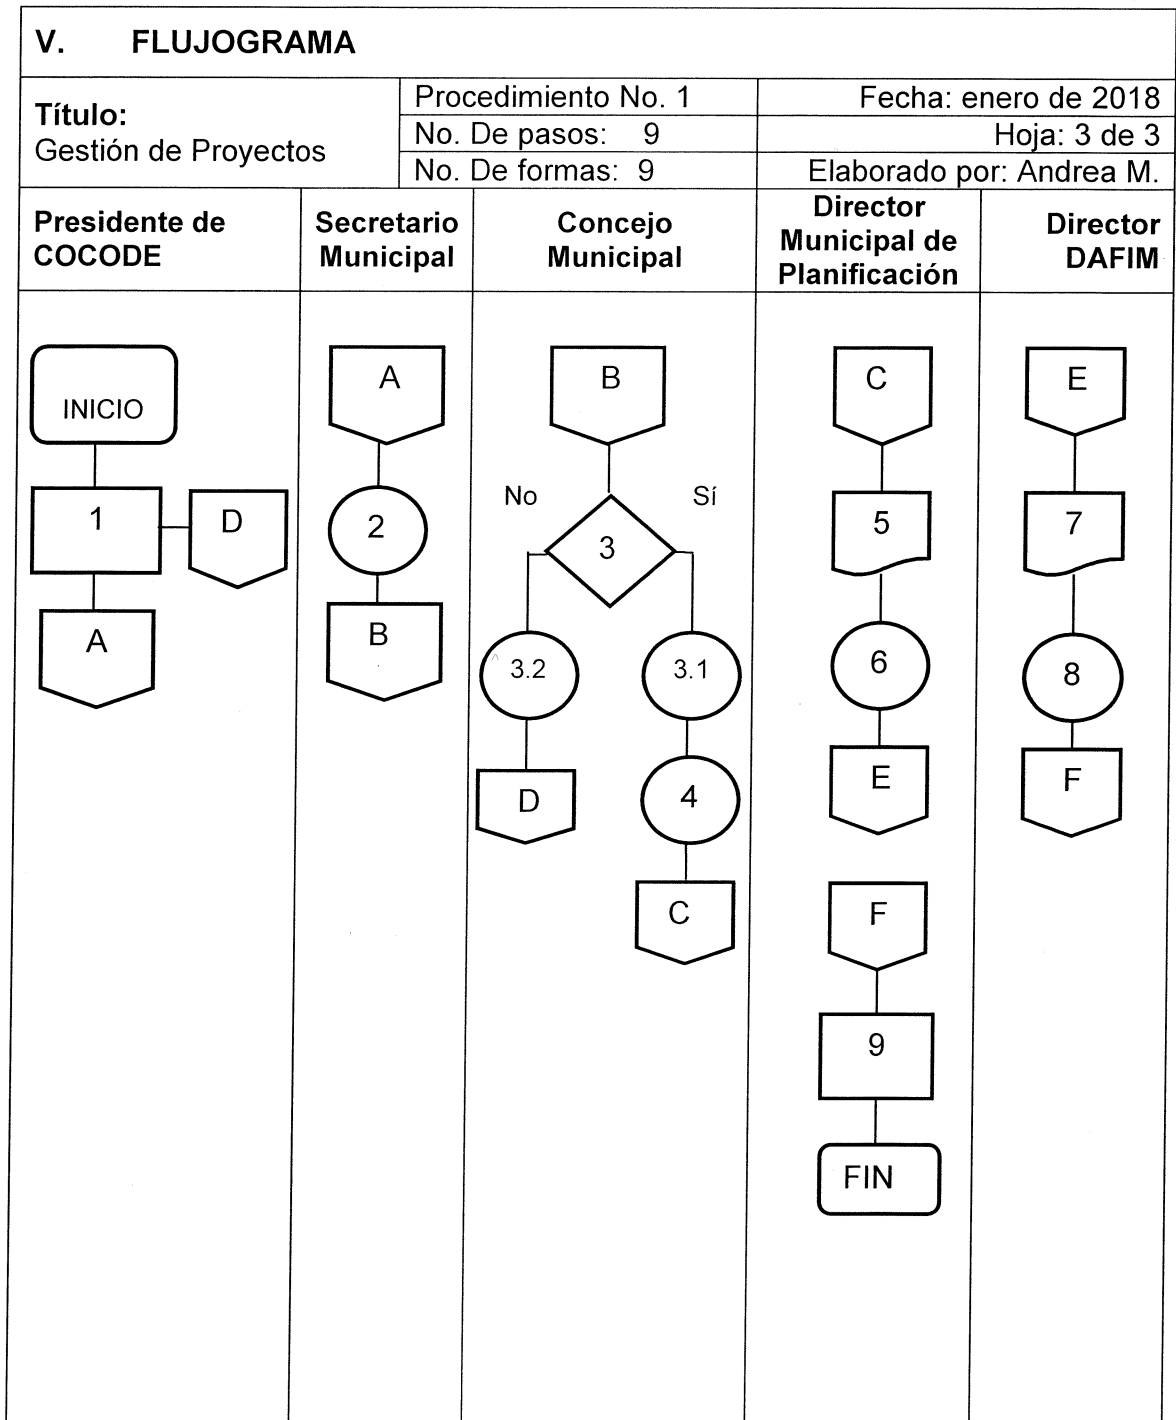 V. FLUJOGRAMA
Título:
Gestión de Proyectos
Procedimiento No. 1
No. De pasos: 9
No. De formas: 9
Fecha: enero de 2018
Hoja: 3 de 3
Elaborado por: Andrea M.
Presidente de
COCODE
Secretario
Municipal
Concejo
Municipal
Director
Municipal de
Planificación
Director
DAFIM
INICIO
1
D
A
A
2
B
B
No
Sí
3
3.2
3.1
D
4
C
C
5
6
E
F
9
FIN
E
7
8
F